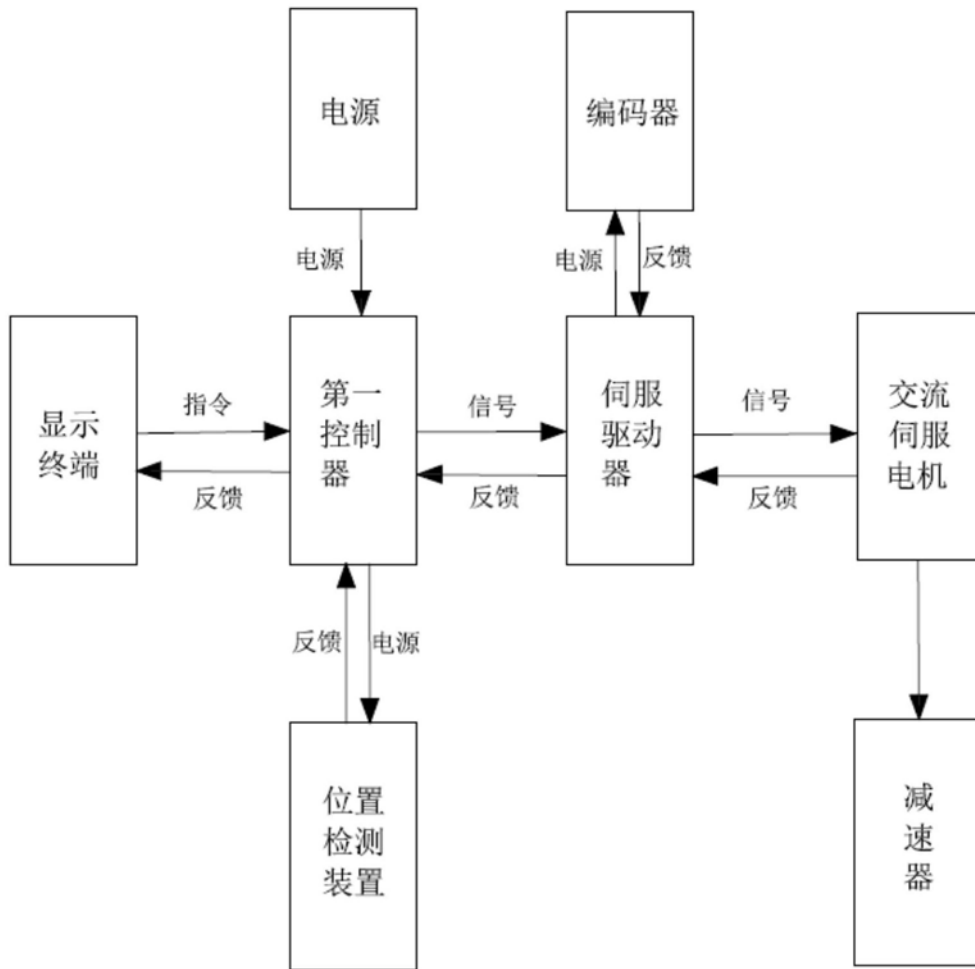 电源
编码器
电源
电源
反馈
显示
终端
指令
反馈
第一
控制
器
信号
反馈
伺服
驱动
器
信号
反馈
交流
伺服
电机
反馈
电源
位置
检测
装置
减
速
器